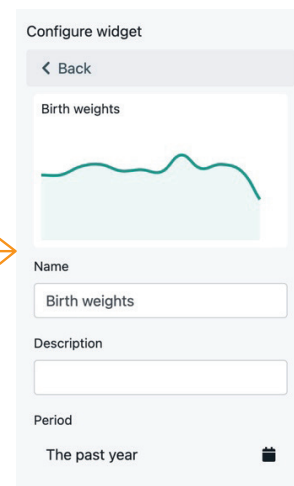 Configure widget
Back
Birth weights
Name
Birth weights
Description
Period
The past year